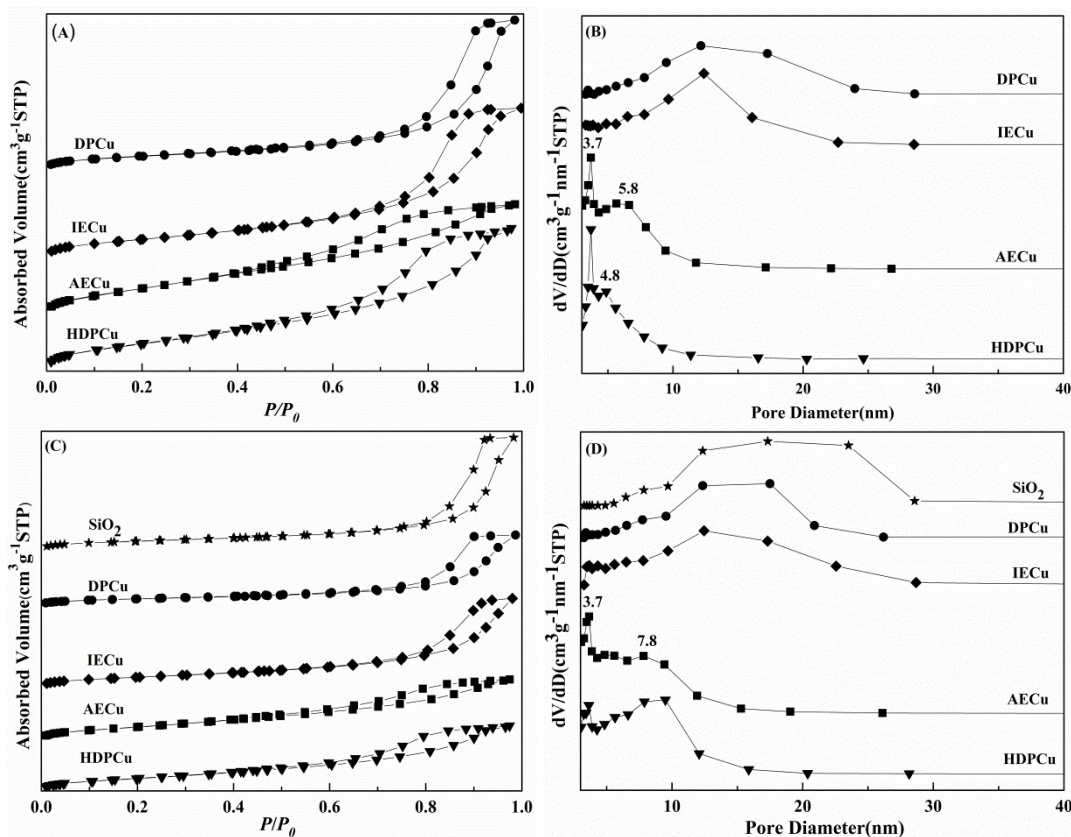 (A)
Absorbed Volume(cm³g⁻¹STP)
DPCu
IECu
AECu
HDPCu
0.0 0.2 0.4 0.6 0.8 1.0
P/P₀
(B)
dV/dD(cm³g⁻¹nm⁻¹STP)
DPCu
IECu
3.7
5.8
AECu
4.8
HDPCu
10 20 30 40
Pore Diameter(nm)
(C)
Absorbed Volume(cm³g⁻¹STP)
SiO₂
DPCu
IECu
AECu
HDPCu
0.0 0.2 0.4 0.6 0.8 1.0
P/P₀
(D)
dV/dD(cm³g⁻¹nm⁻¹STP)
SiO₂
DPCu
IECu
3.7
7.8
AECu
HDPCu
10 20 30 40
Pore Diameter(nm)